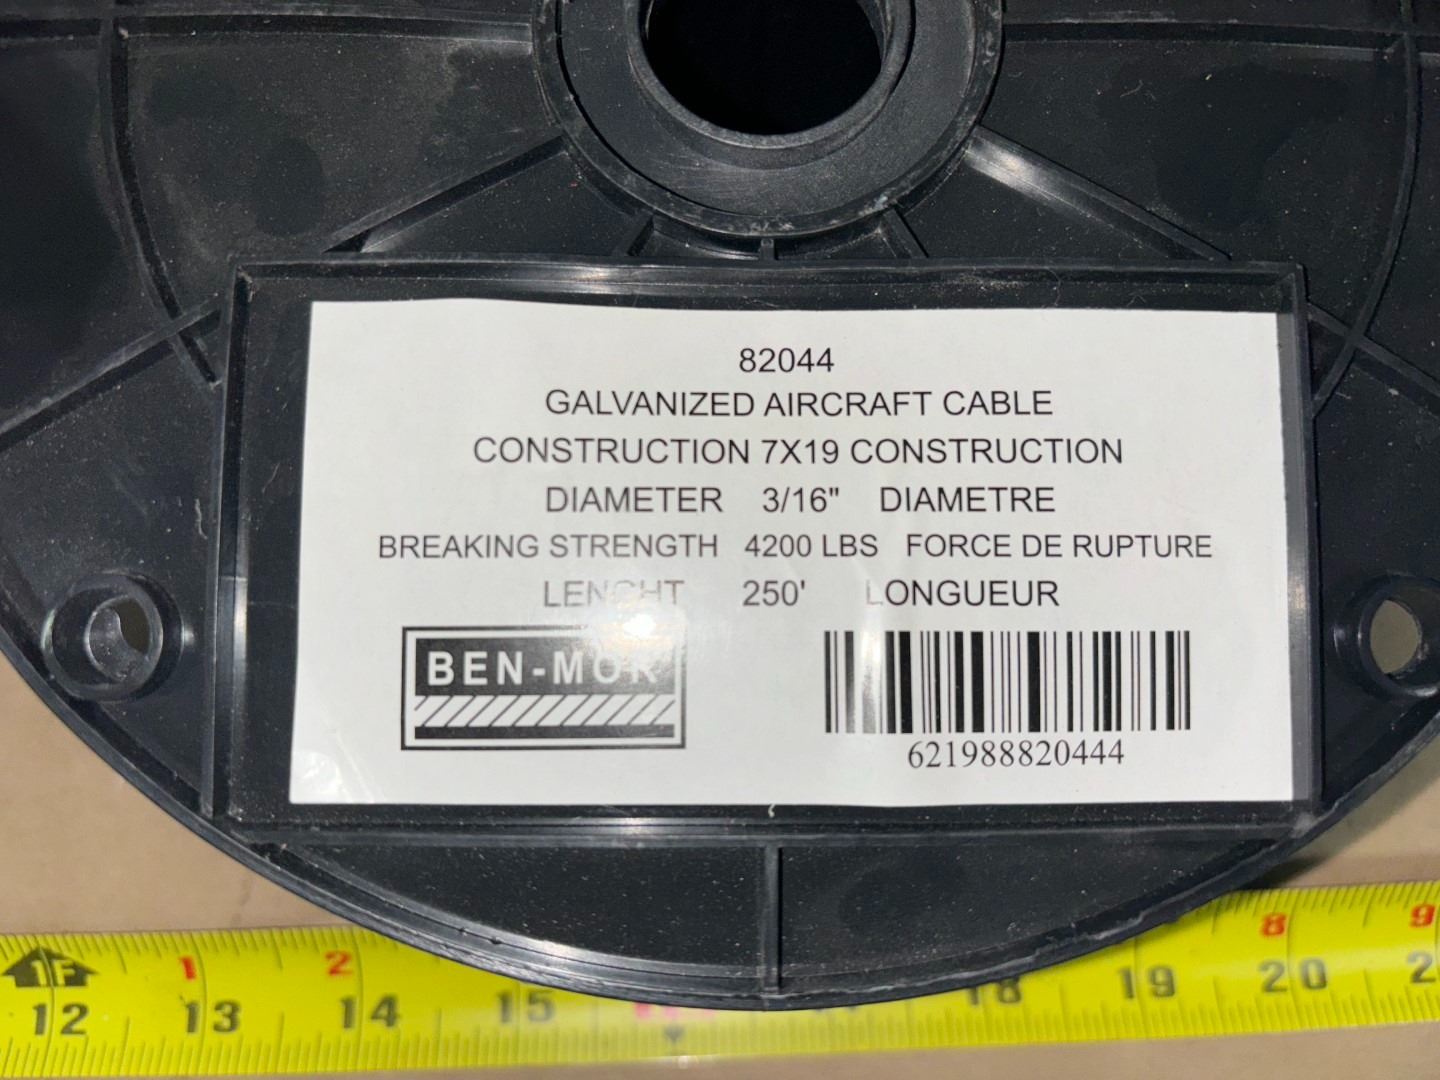 82044
GALVANIZED AIRCRAFT CABLE
CONSTRUCTION 7X19 CONSTRUCTION
DIAMETER 3/16" DIAMETRE
BREAKING STRENGTH 4200 LBS FORCE DE RUPTURE
LENGHT 250' LONGUEUR
BEN-MOR
621988820444
1F 1 2 8 9
12 13 14 15 18 19 20